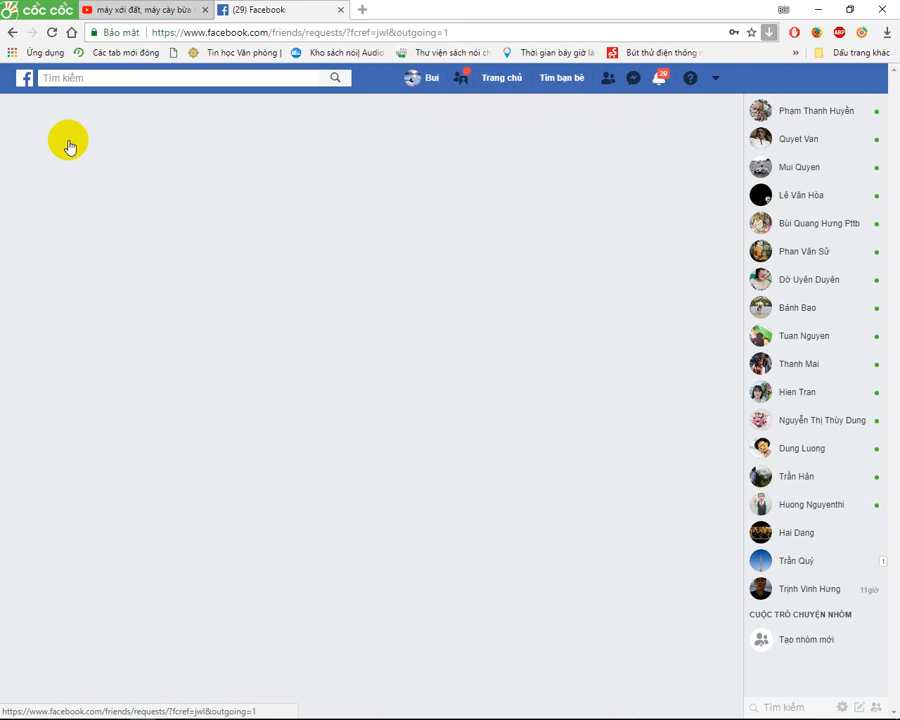 CỐC CỐC
máy xới đất, máy cày bừa
(29) Facebook
Bảo mật
https://www.facebook.com/friends/requests/?fcref=jwl&outgoing=1
Ứng dụng
Các tab mới đóng
Tin học Văn phòng |
Kho sách nói| Audio
Thư viện sách nói ch
Thời gian bây giờ là
Bút thử điện thông
»
Dấu trang khác
Tìm kiếm
Bui
Trang chủ
Tìm bạn bè
29
Phạm Thanh Huyền
Quyet Van
Mui Quyen
Lê Văn Hòa
Bùi Quang Hưng Pttb
Phan Văn Sử
Dờ Uyên Duyên
Bánh Bao
Tuan Nguyen
Thanh Mai
Hien Tran
Nguyễn Thị Thùy Dung
Dung Luong
Trần Hân
Huong Nguyenthi
Hai Dang
Trần Quý
1
Trịnh Vinh Hưng
11giờ
CUỘC TRÒ CHUYỆN NHÓM
Tạo nhóm mới
Tìm kiếm
https://www.facebook.com/friends/requests/?fcref=jwl&outgoing=1